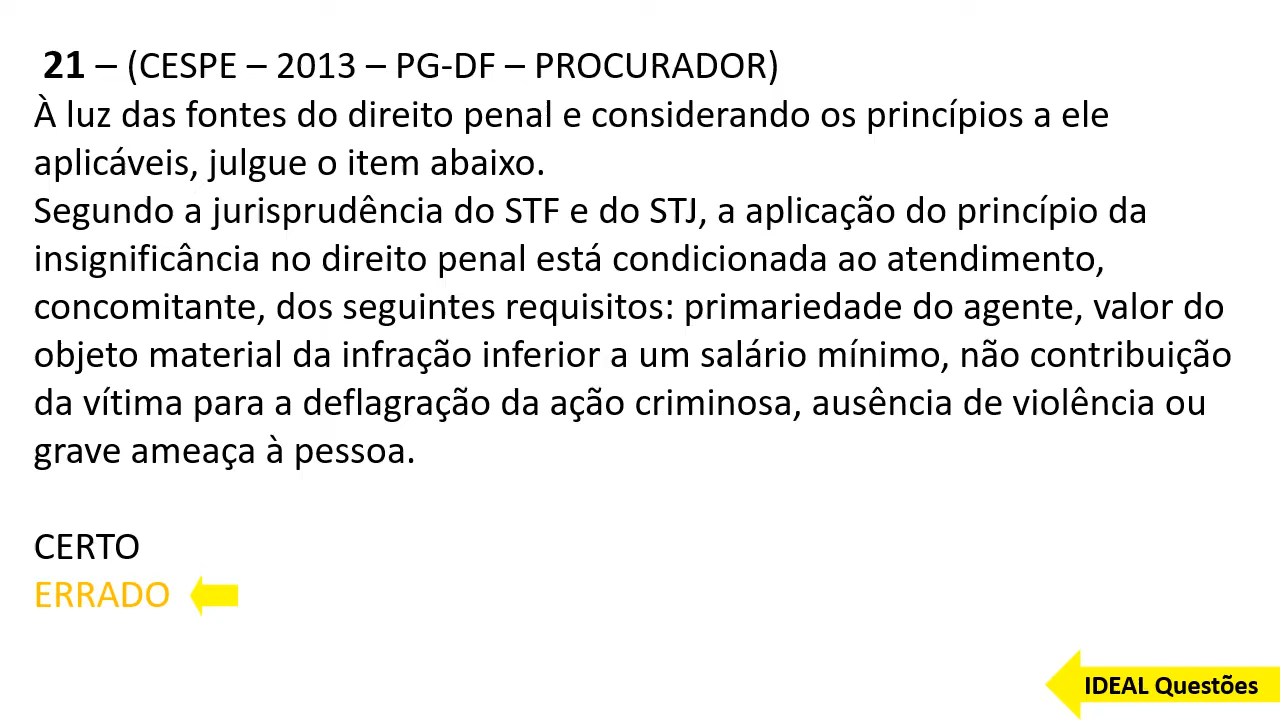 21 – (CESPE – 2013 – PG-DF – PROCURADOR)
À luz das fontes do direito penal e considerando os princípios a ele
aplicáveis, julgue o item abaixo.
Segundo a jurisprudência do STF e do STJ, a aplicação do princípio da
insignificância no direito penal está condicionada ao atendimento,
concomitante, dos seguintes requisitos: primariedade do agente, valor do
objeto material da infração inferior a um salário mínimo, não contribuição
da vítima para a deflagração da ação criminosa, ausência de violência ou
grave ameaça à pessoa.
CERTO
ERRADO
IDEAL Questões